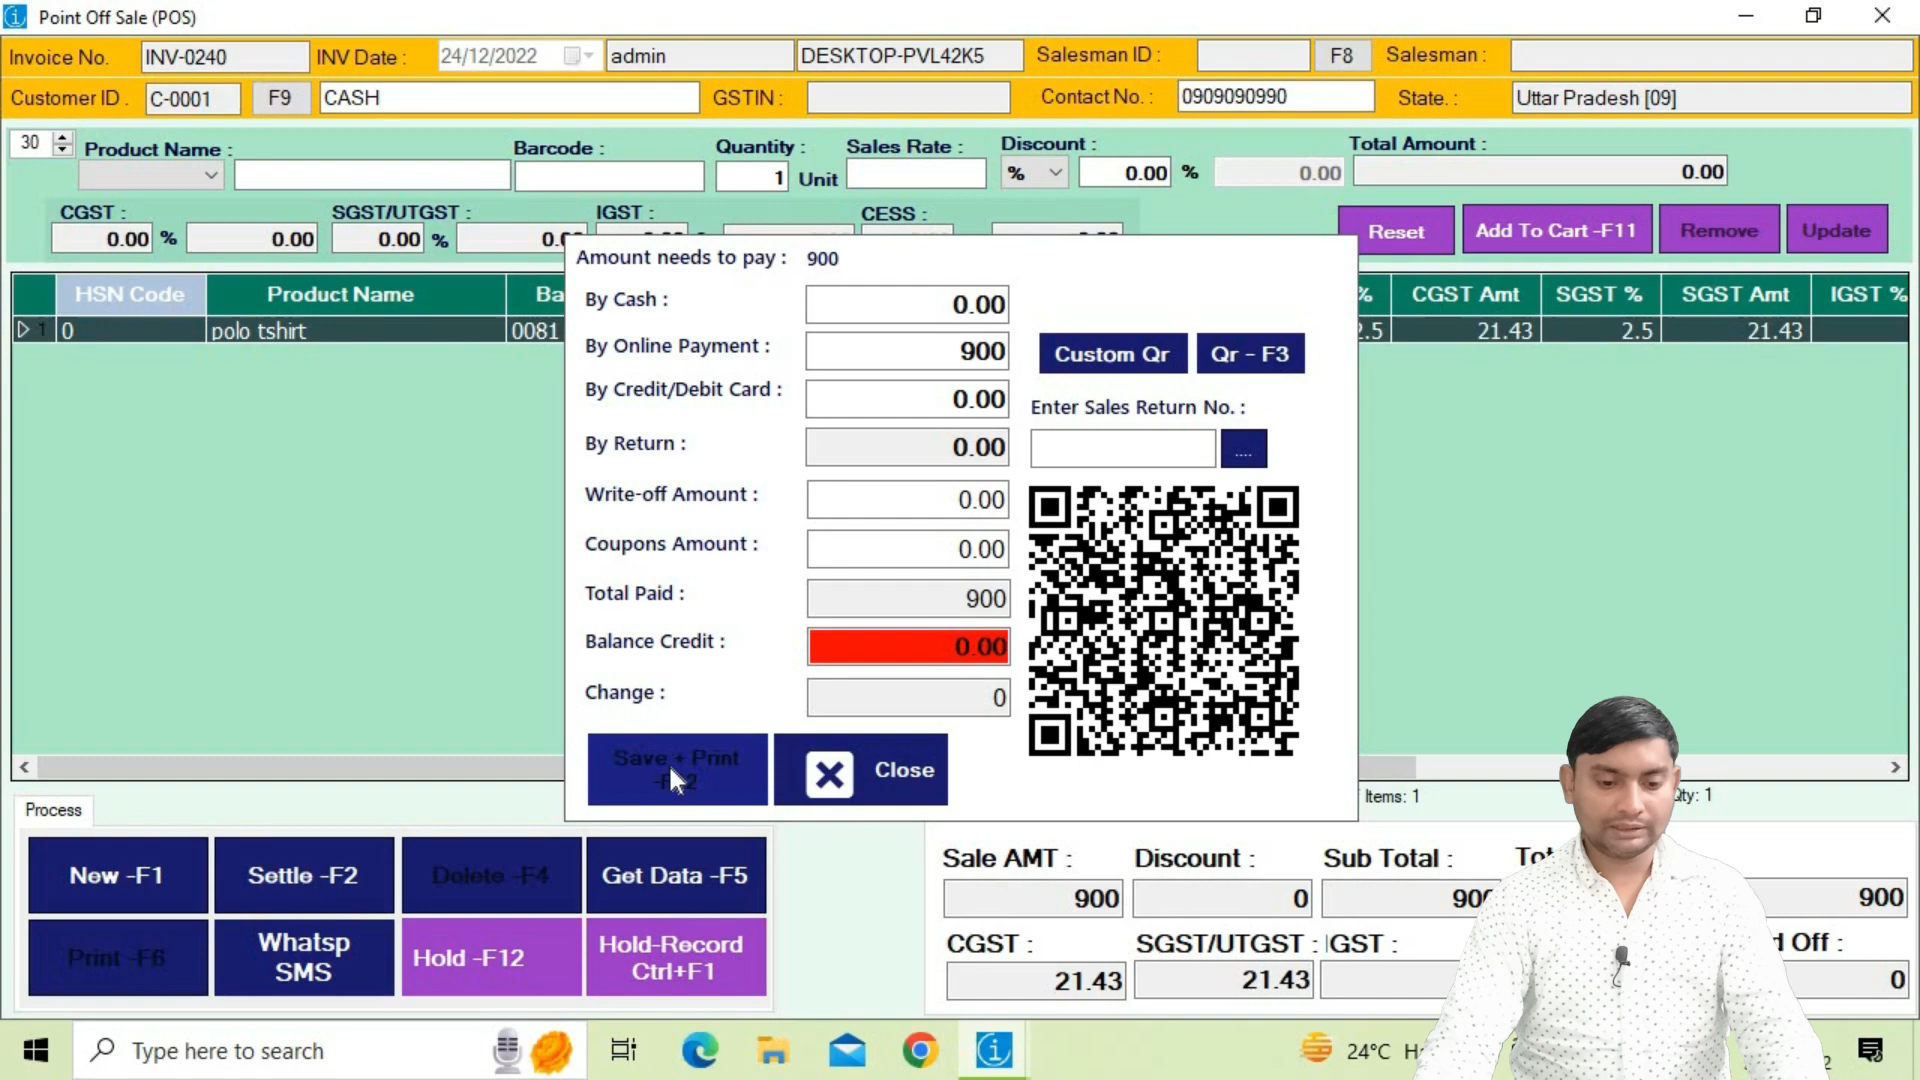 Point Off Sale (POS)
Invoice No. INV-0240 INV Date : 24/12/2022 admin DESKTOP-PVL42K5 Salesman ID : F8 Salesman :
Customer ID . C-0001 F9 CASH GSTIN : Contact No. : 0909090990 State. : Uttar Pradesh [09]
30 Product Name : Barcode : Quantity : Sales Rate : Discount : Total Amount :
1 Unit % 0.00 % 0.00 0.00
CGST : SGST/UTGST : IGST : CESS :
0.00 % 0.00 0.00 %
Reset Add To Cart -F11 Remove Update
HSN Code Product Name % CGST Amt SGST % SGST Amt IGST %
1 0 polo tshirt 0081 2.5 21.43 2.5 21.43
Amount needs to pay : 900
By Cash : 0.00
By Online Payment : 900 Custom Qr Qr - F3
By Credit/Debit Card : 0.00 Enter Sales Return No. :
By Return : 0.00 ....
Write-off Amount : 0.00
Coupons Amount : 0.00
Total Paid : 900
Balance Credit : 0.00
Change : 0
Save + Print
Close
Items: 1 Qty: 1
Process
New -F1 Settle -F2 Delete -F4 Get Data -F5
Print -F6 Whatsp SMS Hold -F12 Hold-Record Ctrl+F1
Sale AMT : Discount : Sub Total :
900 0 900 900
CGST : SGST/UTGST : IGST : Off :
21.43 21.43 0
Type here to search 24°C